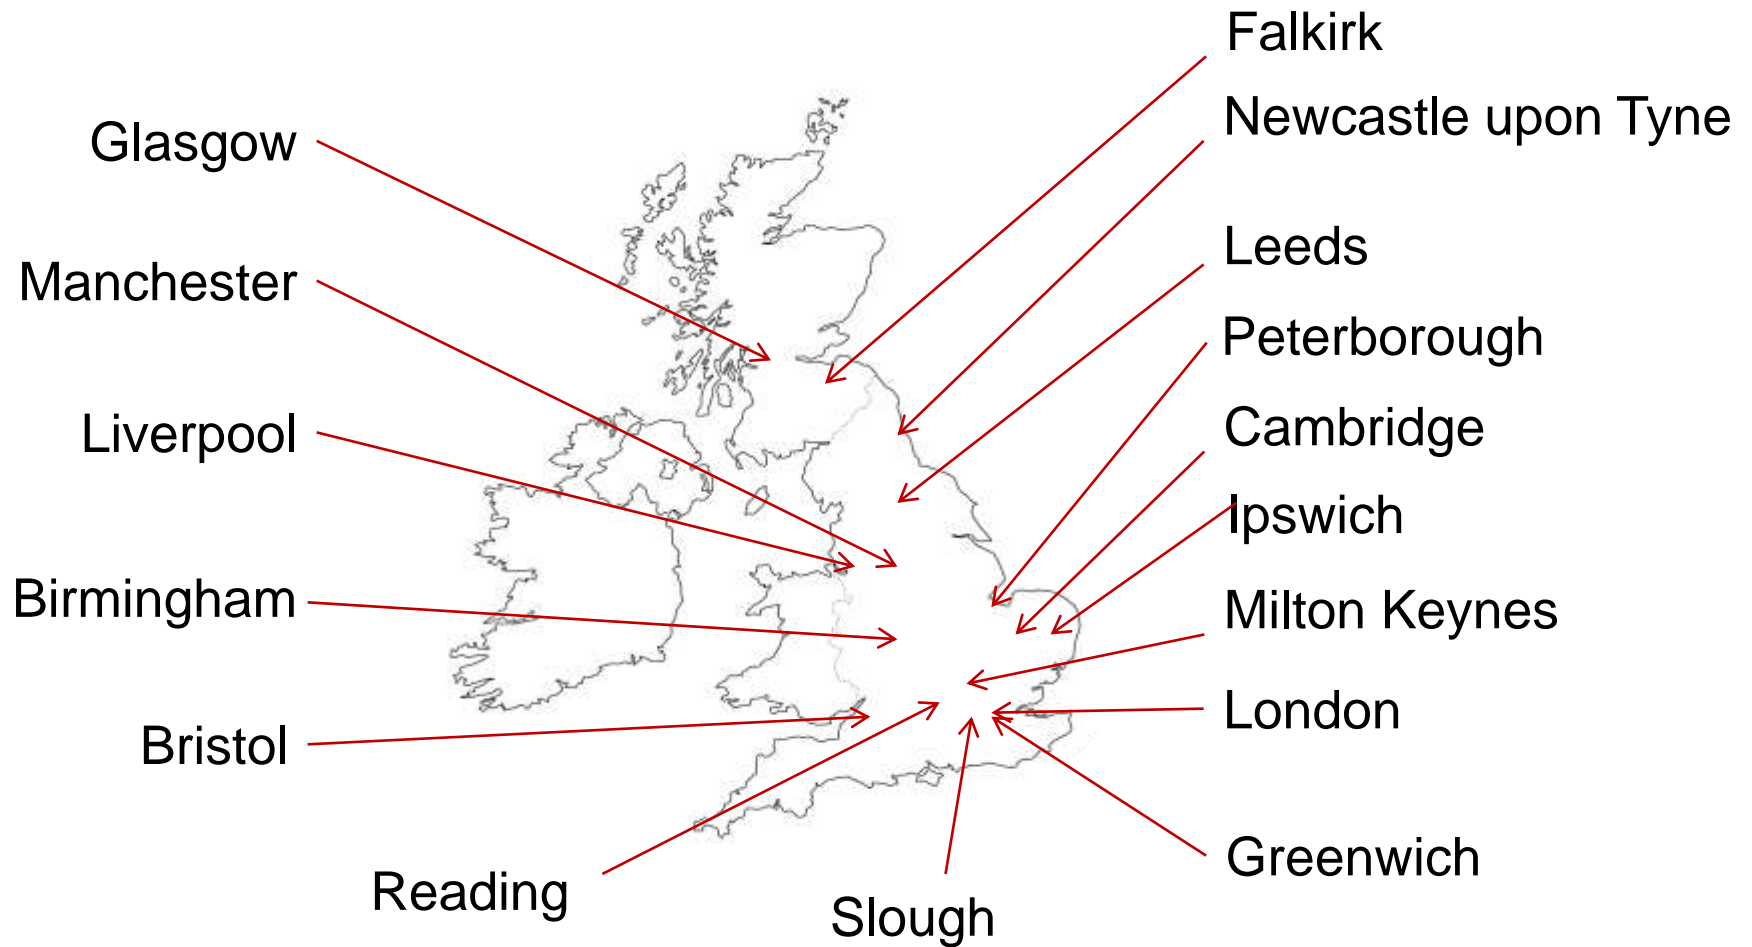 Falkirk
Newcastle upon Tyne
Glasgow
Leeds
Manchester
Peterborough
Cambridge
Liverpool
Ipswich
Birmingham
Milton Keynes
London
Bristol
Greenwich
Reading
Slough